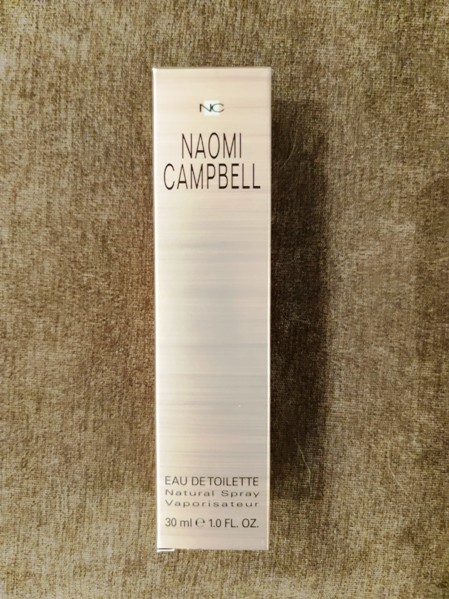 NC
NAOMI
CAMPBELL
EAU DE TOILETTE
Natural Spray
Vaporisateur
30 ml ℮ 1.0 FL. OZ.